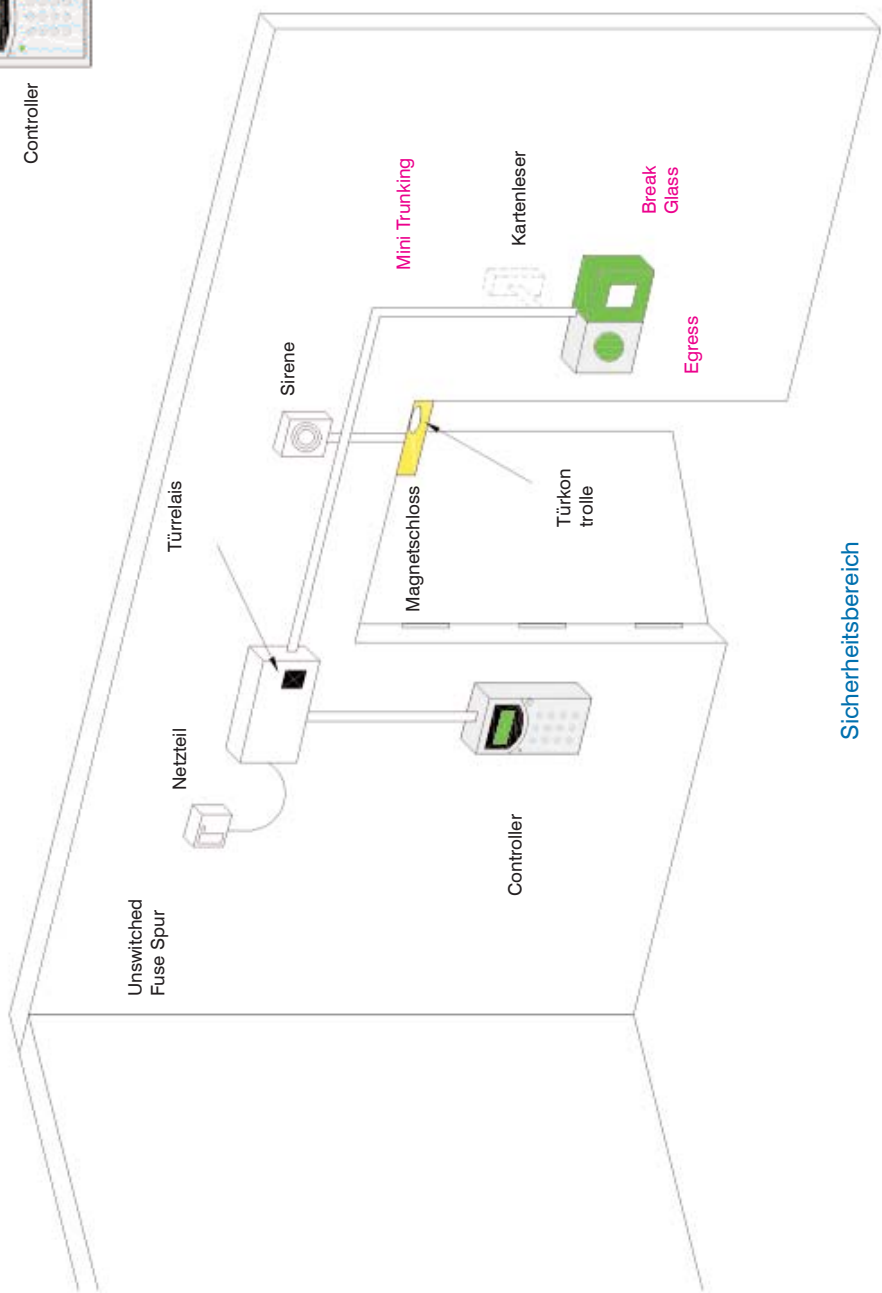 Controller
Unswitched
Fuse Spur
Netzteil
Türrelais
Sirene
Mini Trunking
Kartenleser
Break
Glass
Egress
Magnetschloss
Türkon
trolle
Controller
Sicherheitsbereich